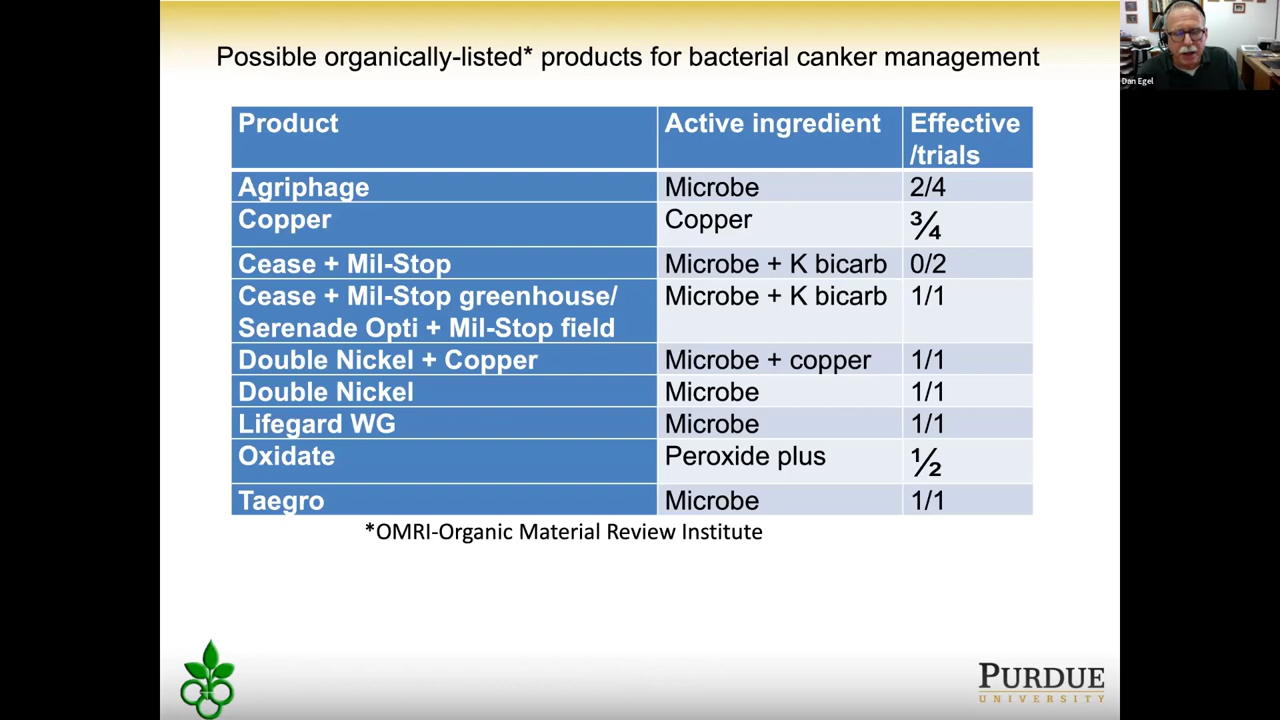 Possible organically-listed* products for bacterial canker management
Product Active ingredient Effective
/trials
Agriphage Microbe 2/4
Copper Copper ¾
Cease + Mil-Stop Microbe + K bicarb 0/2
Cease + Mil-Stop greenhouse/ Microbe + K bicarb 1/1
Serenade Opti + Mil-Stop field
Double Nickel + Copper Microbe + copper 1/1
Double Nickel Microbe 1/1
Lifegard WG Microbe 1/1
Oxidate Peroxide plus ½
Taegro Microbe 1/1
*OMRI-Organic Material Review Institute
PURDUE
UNIVERSITY
Dan Egel